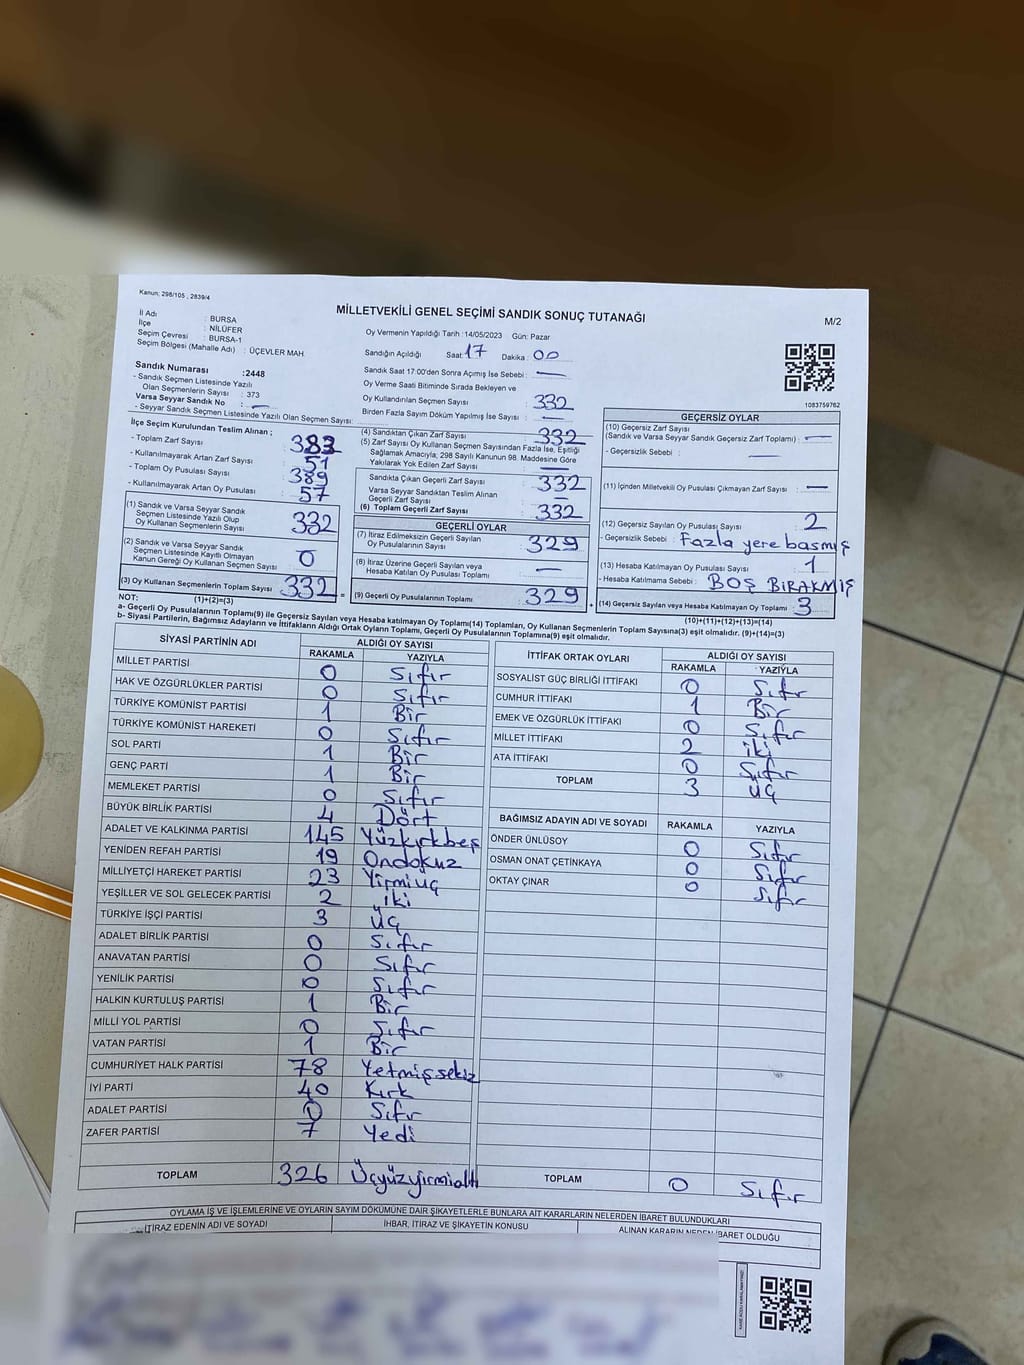 Kanun: 298/105 , 2839/4
MİLLETVEKİLİ GENEL SEÇİMİ SANDIK SONUÇ TUTANAĞI
M/2
İl Adı : BURSA
İlçe : NİLÜFER
Seçim Çevresi : BURSA-1
Seçim Bölgesi (Mahalle Adı) : ÜÇEVLER MAH
Sandık Numarası :2448
- Sandık Seçmen Listesinde Yazılı
Olan Seçmenlerin Sayısı : 373
Varsa Seyyar Sandık No : —
- Seyyar Sandık Seçmen Listesinde Yazılı Olan Seçmen Sayısı:
Oy Vermenin Yapıldığı Tarih :14/05/2023 Gün: Pazar
Sandığın Açıldığı Saat: 17 Dakika : 00
Sandık Saat 17:00'den Sonra Açımış İse Sebebi : —
Oy Verme Saati Bitiminde Sırada Bekleyen ve
Oy Kullandırılan Seçmen Sayısı : 332
Birden Fazla Sayım Döküm Yapılmış İse Sayısı : —
1083759762
İlçe Seçim Kurulundan Teslim Alınan ;
- Toplam Zarf Sayısı : 383
- Kullanılmayarak Artan Zarf Sayısı : 51
- Toplam Oy Pusulası Sayısı : 389
- Kullanılmayarak Artan Oy Pusulası : 57
(1) Sandık ve Varsa Seyyar Sandık
Seçmen Listesinde Yazılı Olup
Oy Kullanan Seçmenlerin Sayısı : 332
(2) Sandık ve Varsa Seyyar Sandık
Seçmen Listesinde Kayıtlı Olmayan
Kanun Gereği Oy Kullanan Seçmen Sayısı : 0
(3) Oy Kullanan Seçmenlerin Toplam Sayısı : 332
(1)+(2)=(3)
(4) Sandıktan Çıkan Zarf Sayısı : 332
(5) Zarf Sayısı Oy Kullanan Seçmen Sayısından Fazla İse, Eşitliği
Sağlamak Amacıyla, 298 Sayılı Kanunun 98. Maddesine Göre
Yakılarak Yok Edilen Zarf Sayısı : —
Sandıkta Çıkan Geçerli Zarf Sayısı : 332
Varsa Seyyar Sandıktan Teslim Alınan
Geçerli Zarf Sayısı : —
(6) Toplam Geçerli Zarf Sayısı : 332
GEÇERLİ OYLAR
(7) İtiraz Edilmeksizin Geçerli Sayılan
Oy Pusulalarının Sayısı : 329
(8) İtiraz Üzerine Geçerli Sayılan veya
Hesaba Katılan Oy Pusulası Toplamı : —
= (9) Geçerli Oy Pusulalarının Toplamı : 329
GEÇERSİZ OYLAR
(10) Geçersiz Zarf Sayısı
(Sandık ve Varsa Seyyar Sandık Geçersiz Zarf Toplamı) : —
- Geçersizlik Sebebi : —
(11) İçinden Milletvekili Oy Pusulası Çıkmayan Zarf Sayısı : —
(12) Geçersiz Sayılan Oy Pusulası Sayısı : 2
- Geçersizlik Sebebi : Fazla yere basmış
(13) Hesaba Katılmayan Oy Pusulası Sayısı : 1
- Hesaba Katılmama Sebebi : BOŞ BIRAKMIŞ
+ (14) Geçersiz Sayılan veya Hesaba Katılmayan Oy Toplamı : 3
(10)+(11)+(12)+(13)=(14)
NOT:
a- Geçerli Oy Pusulalarının Toplamı(9) ile Geçersiz Sayılan veya Hesaba katılmayan Oy Toplamı(14) Toplamları, Oy Kullanan Seçmenlerin Toplam Sayısına(3) eşit olmalıdır. (9)+(14)=(3)
b- Siyasi Partilerin, Bağımsız Adayların ve İttifakların Aldığı Oy Ortak Oyların Toplamı, Geçerli Oy Pusulalarının Toplamına(9) eşit olmalıdır.
SİYASİ PARTİNİN ADI ALDIĞI OY SAYISI
RAKAMLA YAZIYLA
MİLLET PARTİSİ 0 Sıfır
HAK VE ÖZGÜRLÜKLER PARTİSİ 0 Sıfır
TÜRKİYE KOMÜNİST PARTİSİ 1 Bir
TÜRKİYE KOMÜNİST HAREKETİ 0 Sıfır
SOL PARTİ 1 Bir
GENÇ PARTİ 1 Bir
MEMLEKET PARTİSİ 0 Sıfır
BÜYÜK BİRLİK PARTİSİ 4 Dört
ADALET VE KALKINMA PARTİSİ 145 Yüzkırkbeş
YENİDEN REFAH PARTİSİ 19 Ondokuz
MİLLİYETÇİ HAREKET PARTİSİ 23 Yirmiüç
YEŞİLLER VE SOL GELECEK PARTİSİ 2 iki
TÜRKİYE İŞÇİ PARTİSİ 3 Üç
ADALET BİRLİK PARTİSİ 0 Sıfır
ANAVATAN PARTİSİ 0 Sıfır
YENİLİK PARTİSİ 0 Sıfır
HALKIN KURTULUŞ PARTİSİ 1 Bir
MİLLİ YOL PARTİSİ 0 Sıfır
VATAN PARTİSİ 1 Bir
CUMHURİYET HALK PARTİSİ 78 Yetmişsekiz
İYİ PARTİ 40 Kırk
ADALET PARTİSİ 0 Sıfır
ZAFER PARTİSİ 7 Yedi
TOPLAM 326 Üçyüzyirmialtı
İTTİFAK ORTAK OYLARI ALDIĞI OY SAYISI
RAKAMLA YAZIYLA
SOSYALİST GÜÇ BİRLİĞİ İTTİFAKI 0 Sıfır
CUMHUR İTTİFAKI 1 Bir
EMEK VE ÖZGÜRLÜK İTTİFAKI 0 Sıfır
MİLLET İTTİFAKI 2 iki
ATA İTTİFAKI 0 Sıfır
TOPLAM 3 üç
BAĞIMSIZ ADAYIN ADI VE SOYADI RAKAMLA YAZIYLA
ÖNDER ÜNLÜSOY 0 Sıfır
OSMAN ONAT ÇETİNKAYA 0 Sıfır
OKTAY ÇINAR 0 Sıfır
TOPLAM 0 Sıfır
OYLAMA İŞ VE İŞLEMLERİNE VE OYLARIN SAYIM DÖKÜMÜNE DAİR ŞİKAYETLERLE BUNLARA AİT KARARLARIN NELERDEN İBARET BULUNDUKLARI
İTİRAZ EDENİN ADI VE SOYADI İHBAR, İTİRAZ VE ŞİKAYETİN KONUSU ALINAN KARARIN NEDEN İBARET OLDUĞU